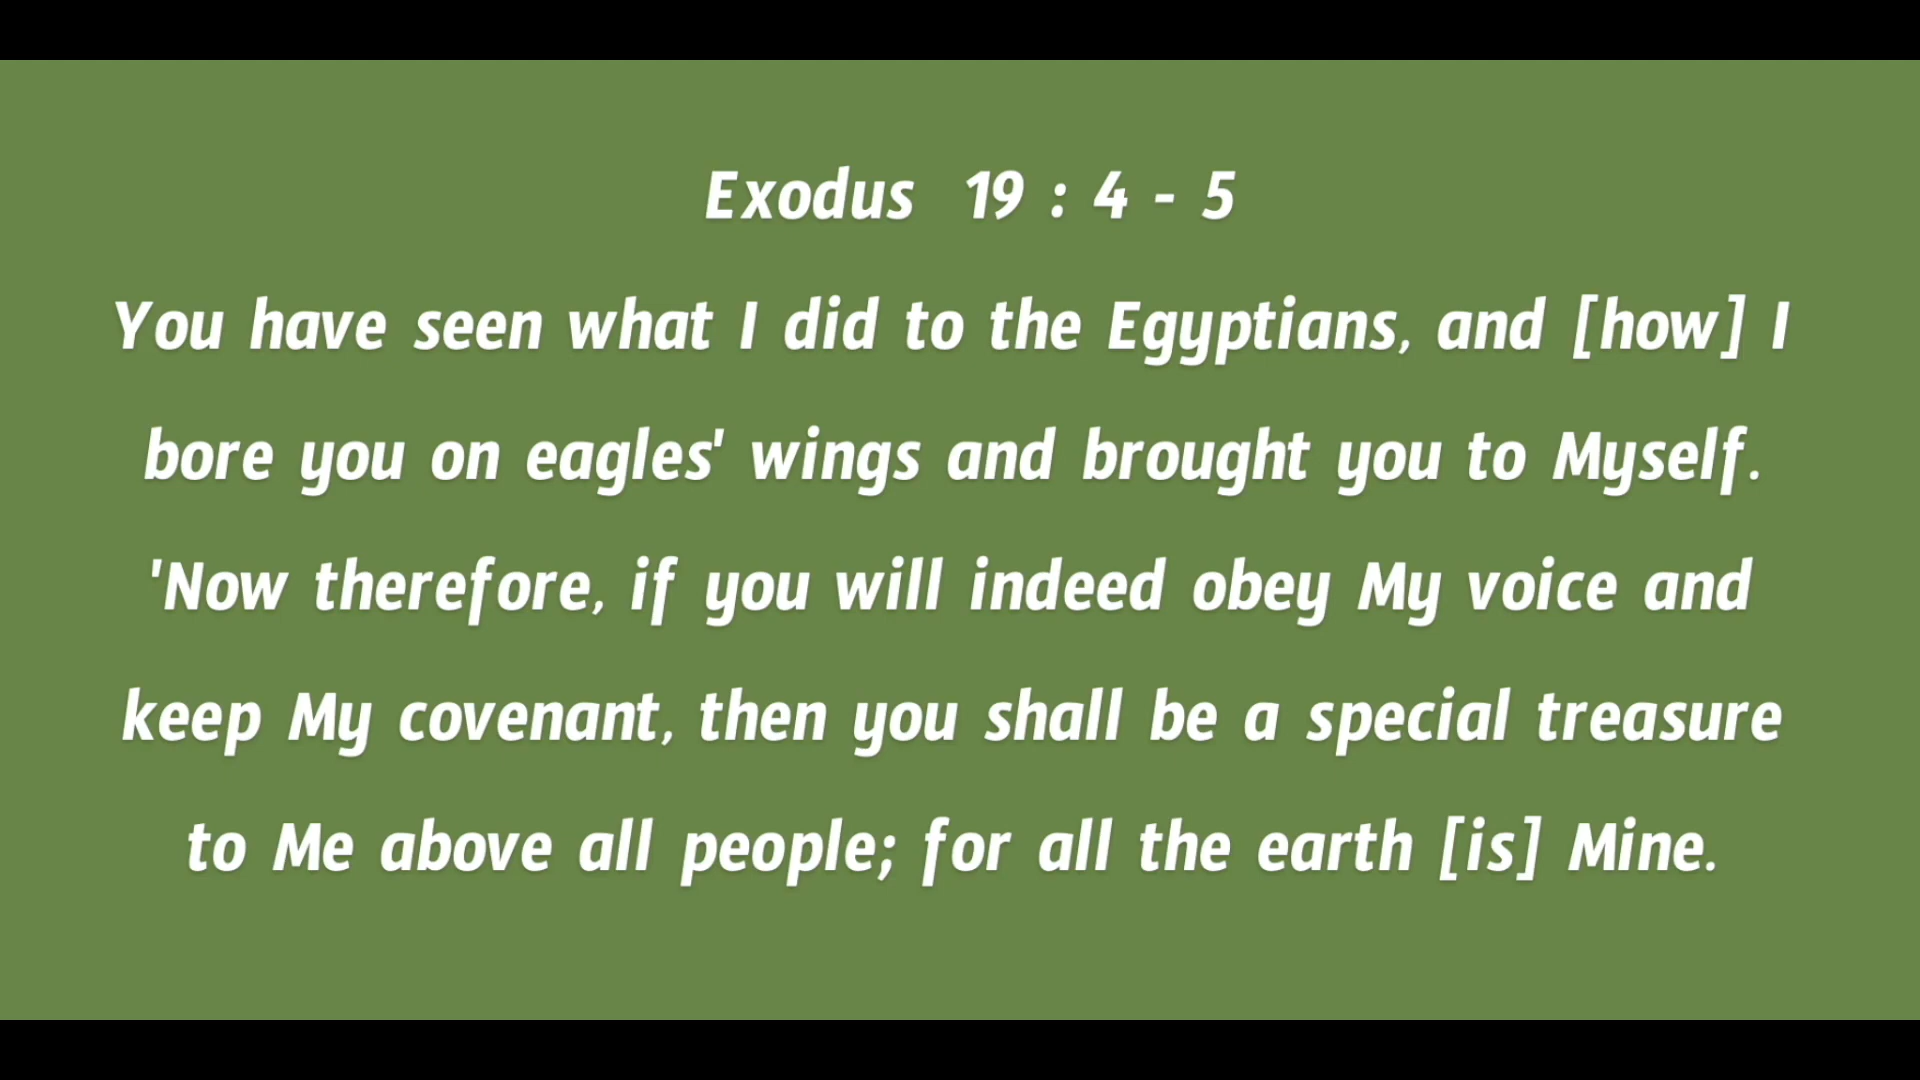 Exodus 19 : 4 - 5
You have seen what I did to the Egyptians, and [how] I
bore you on eagles' wings and brought you to Myself.
'Now therefore, if you will indeed obey My voice and
keep My covenant, then you shall be a special treasure
to Me above all people; for all the earth [is] Mine.